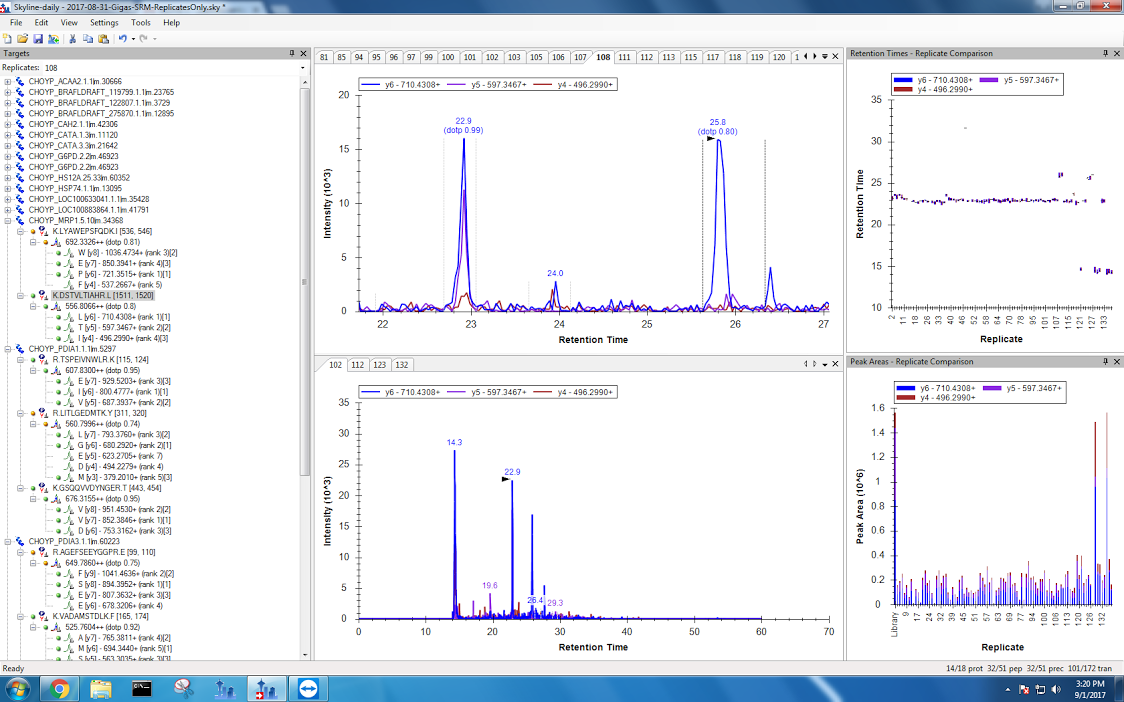 Skyline-daily - 2017-08-31-Gigas-SRM-ReplicatesOnly.sky *
File Edit View Settings Tools Help
Targets
Replicates: 108
CHOYP_ACAA2.1.1|m.30666
CHOYP_BRAFLDRAFT_119799.1.1|m.23765
CHOYP_BRAFLDRAFT_122807.1.1|m.3729
CHOYP_BRAFLDRAFT_275870.1.1|m.12895
CHOYP_CAH2.1.1|m.42306
CHOYP_CATA.1.3|m.11120
CHOYP_CATA.3.3|m.21642
CHOYP_G6PD.2.2|m.46923
CHOYP_G6PD.2.2|m.46923
CHOYP_HS12A.25.33|m.60352
CHOYP_HSP74.1.1|m.13095
CHOYP_LOC100633041.1.1|m.35428
CHOYP_LOC100883864.1.1|m.41791
CHOYP_MRP1.5.10|m.34368
K.LYAWEPSFQDK.I [536, 546]
692.3326++ (dotp 0.81)
W [y8] - 1036.4734+ (rank 3)[2]
E [y7] - 850.3941+ (rank 4)[3]
P [y6] - 721.3515+ (rank 1)[1]
F [y4] - 537.2667+ (rank 5)
K.DSTVLTIAHR.L [1511, 1520]
556.8066++ (dotp 0.8)
L [y6] - 710.4308+ (rank 1)[1]
T [y5] - 597.3467+ (rank 2)[2]
I [y4] - 496.2990+ (rank 4)[3]
CHOYP_PDIA1.1.1|m.5297
R.TSPEIVNWLR.K [115, 124]
607.8300++ (dotp 0.95)
E [y7] - 929.5203+ (rank 3)[3]
I [y6] - 800.4777+ (rank 1)[1]
V [y5] - 687.3937+ (rank 2)[2]
R.LITLGEDMTK.Y [311, 320]
560.7996++ (dotp 0.74)
L [y7] - 793.3760+ (rank 3)[2]
G [y6] - 680.2920+ (rank 2)[1]
E [y5] - 623.2705+ (rank 7)
D [y4] - 494.2279+ (rank 4)
M [y3] - 379.2010+ (rank 5)[3]
K.GSQQVVDYNGER.T [443, 454]
676.3155++ (dotp 0.95)
V [y8] - 951.4530+ (rank 2)[2]
V [y7] - 852.3846+ (rank 1)[1]
D [y6] - 753.3162+ (rank 3)[3]
CHOYP_PDIA3.1.1|m.60223
R.AGEFSEEYGGPR.E [99, 110]
649.7860++ (dotp 0.75)
F [y9] - 1041.4636+ (rank 2)[2]
S [y8] - 894.3952+ (rank 1)[1]
E [y7] - 807.3632+ (rank 3)[3]
E [y6] - 678.3206+ (rank 4)
K.VADAMSTDLK.F [165, 174]
525.7604++ (dotp 0.92)
A [y7] - 765.3811+ (rank 4)[2]
M [y6] - 694.3440+ (rank 5)[1]
S [y5] - 563.3035+ (rank 3)[3]
81 85 94 95 96 97 99 100 101 102 103 105 106 107 108 111 112 113 115 117 118 119 120 1
y6 - 710.4308+ y5 - 597.3467+ y4 - 496.2990+
20
15
10
5
0
22.9
(dotp 0.99)
24.0
25.8
(dotp 0.80)
22 23 24 25 26 27
Retention Time
Intensity (10^3)
102 112 123 132
y6 - 710.4308+ y5 - 597.3467+ y4 - 496.2990+
35
30
25
20
15
10
5
0
14.3
22.9
19.6
26.4
29.3
0 10 20 30 40 50 60 70
Retention Time
Intensity (10^3)
Retention Times - Replicate Comparison
y6 - 710.4308+ y5 - 597.3467+
y4 - 496.2990+
35
30
25
20
15
10
Retention Time
2 11 18 26 33 40 46 52 58 64 70 78 95 101 107 115 121 127 133
Replicate
Peak Areas - Replicate Comparison
y6 - 710.4308+ y5 - 597.3467+
y4 - 496.2990+
1.6
1.4
1.2
1
0.8
0.6
0.4
0.2
0
Peak Area (10^6)
Library 9 17 24 31 38 45 51 57 63 69 77 94 100 106 113 120 126 132
Replicate
Ready
14/18 prot 32/51 pep 32/51 prec 101/172 tran
3:20 PM
9/1/2017